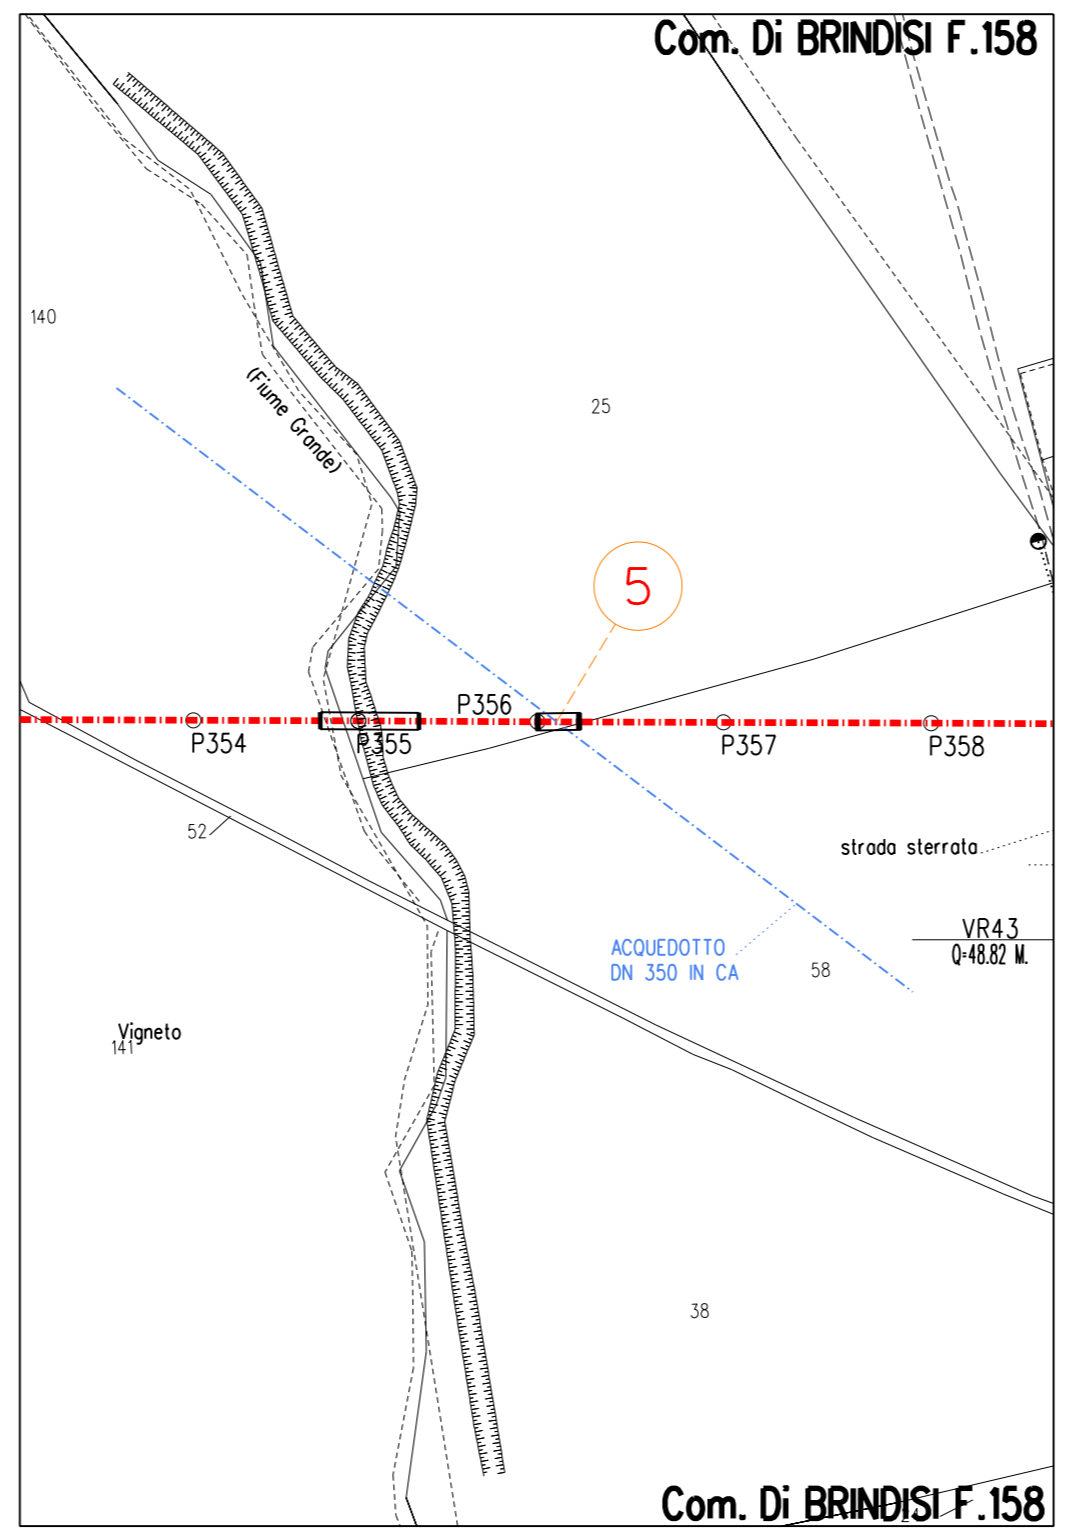 Com. Di BRINDISI F.158
140
(Fiume Grande)
25
5
P356
P354
P355
P357
P358
52
strada sterrata
VR43
Q=48.82 M.
ACQUEDOTTO
DN 350 IN CA
58
Vigneto
141
38
Com. Di BRINDISI F.158